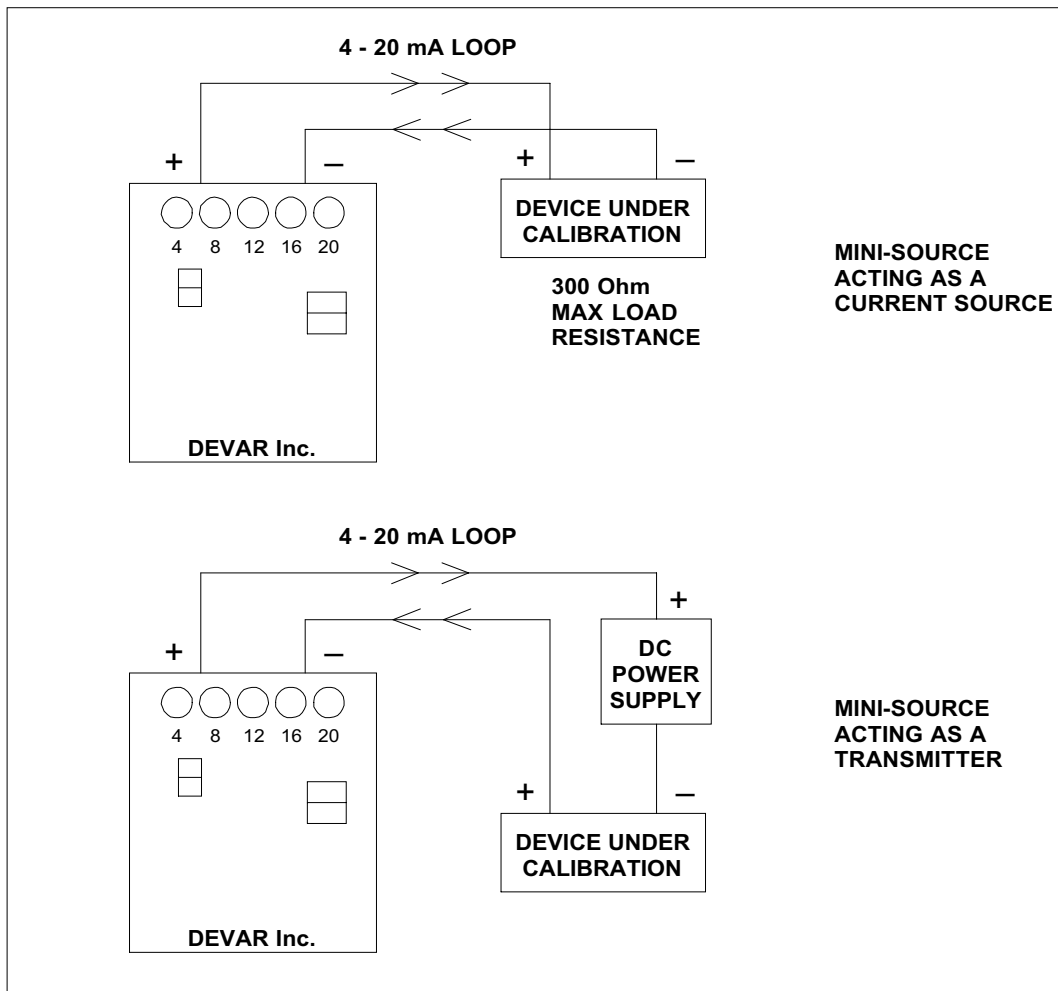 4 - 20 mA LOOP
+
–
+
–
4 8 12 16 20
DEVICE UNDER
CALIBRATION
300 Ohm
MAX LOAD
RESISTANCE
MINI-SOURCE
ACTING AS A
CURRENT SOURCE
DEVAR Inc.
4 - 20 mA LOOP
+
–
+
DC
POWER
SUPPLY
4 8 12 16 20
MINI-SOURCE
ACTING AS A
TRANSMITTER
+
–
DEVICE UNDER
CALIBRATION
DEVAR Inc.